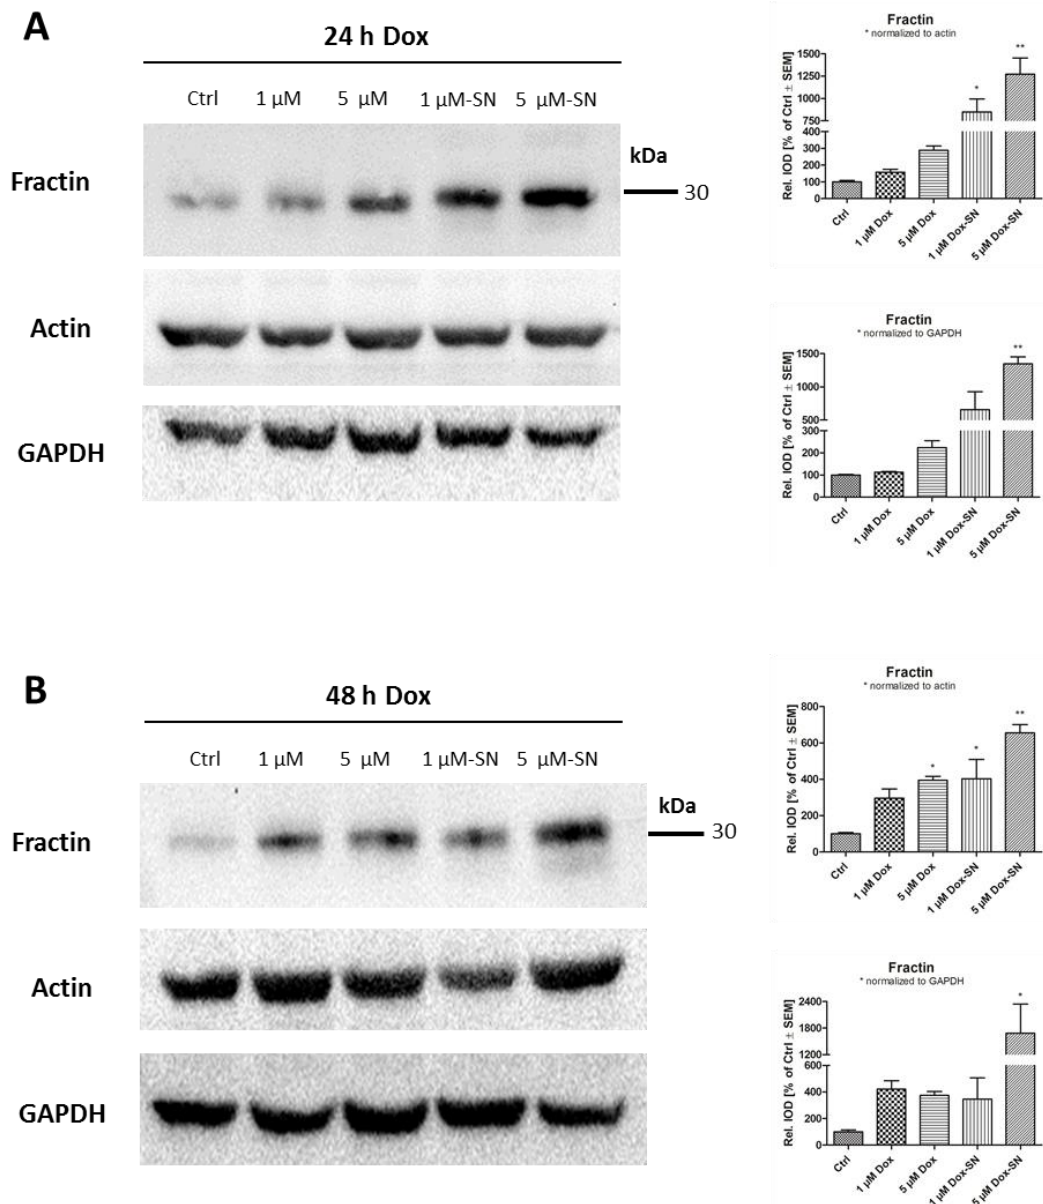 A
24 h Dox
Ctrl 1 µM 5 µM 1 µM-SN 5 µM-SN
Fractin
kDa
30
Actin
GAPDH
Fractin
* normalized to actin
Rel. IOD [% of Ctrl ± SEM]
1500
1250
1000
750
400
300
200
100
0
*
**
Ctrl
1 µM Dox
5 µM Dox
1 µM Dox-SN
5 µM Dox-SN
Fractin
* normalized to GAPDH
Rel. IOD [% of Ctrl ± SEM]
1500
1000
500
300
200
100
0
**
Ctrl
1 µM Dox
5 µM Dox
1 µM Dox-SN
5 µM Dox-SN
B
48 h Dox
Ctrl 1 µM 5 µM 1 µM-SN 5 µM-SN
Fractin
kDa
30
Actin
GAPDH
Fractin
* normalized to actin
Rel. IOD [% of Ctrl ± SEM]
800
600
400
200
0
*
*
**
Ctrl
1 µM Dox
5 µM Dox
1 µM Dox-SN
5 µM Dox-SN
Fractin
* normalized to GAPDH
Rel. IOD [% of Ctrl ± SEM]
2400
1800
1200
600
400
200
0
*
Ctrl
1 µM Dox
5 µM Dox
1 µM Dox-SN
5 µM Dox-SN